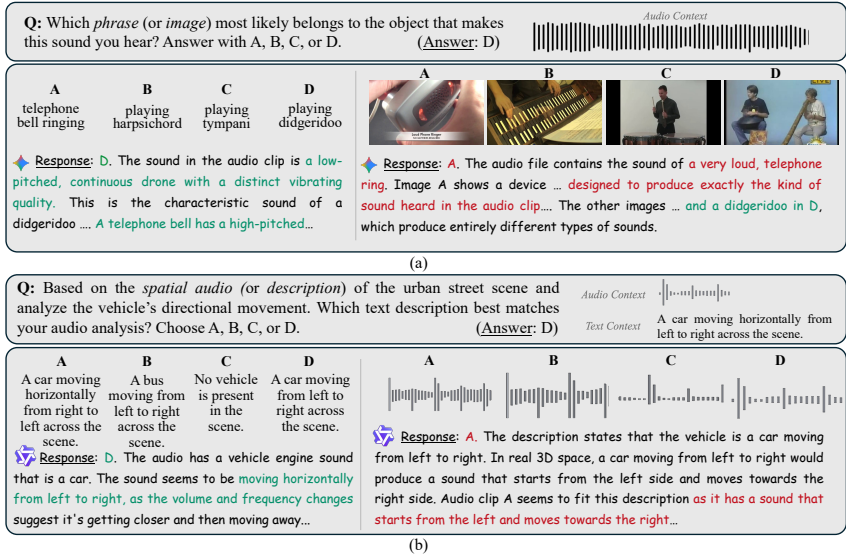 Q: Which phrase (or image) most likely belongs to the object that makes
this sound you hear? Answer with A, B, C, or D. (Answer: D)
Audio Context
A
telephone
bell ringing
B
playing
harpsichord
C
playing
tympani
D
playing
didgeridoo
Response: D. The sound in the audio clip is a low-
pitched, continuous drone with a distinct vibrating
quality. This is the characteristic sound of a
didgeridoo .... A telephone bell has a high-pitched...
A B C D
Loud Phone Ringer
Response: A. The audio file contains the sound of a very loud, telephone
ring. Image A shows a device ... designed to produce exactly the kind of
sound heard in the audio clip.... The other images ... and a didgeridoo in D,
which produce entirely different types of sounds.
(a)
Q: Based on the spatial audio (or description) of the urban street scene and
analyze the vehicle's directional movement. Which text description best matches
your audio analysis? Choose A, B, C, or D. (Answer: D)
Audio Context
Text Context
A car moving horizontally from
left to right across the scene.
A
A car moving
horizontally
from right to
left across the
scene.
B
A bus
moving from
left to right
across the
scene.
C
No vehicle
is present
in the
scene.
D
A car moving
from left to
right across
the scene.
Response: D. The audio has a vehicle engine sound
that is a car. The sound seems to be moving horizontally
from left to right, as the volume and frequency changes
suggest it's getting closer and then moving away...
A B C D
Response: A. The description states that the vehicle is a car moving
from left to right. In real 3D space, a car moving from left to right would
produce a sound that starts from the left side and moves towards the
right side. Audio clip A seems to fit this description as it has a sound that
starts from the left and moves towards the right...
(b)